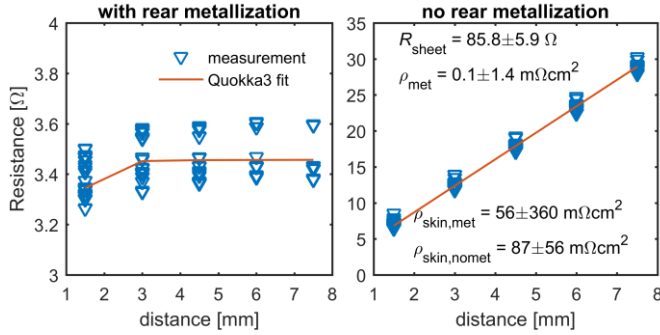 with rear metallization
4
3.8
3.6
3.4
3.2
3
Resistance [Ω]
measurement
Quokka3 fit
1 2 3 4 5 6 7 8
distance [mm]
no rear metallization
35
30
25
20
15
10
5
0
R_sheet = 85.8±5.9 Ω
ρ_met = 0.1±1.4 mΩcm²
ρ_skin,met = 56±360 mΩcm²
ρ_skin,nomet = 87±56 mΩcm²
1 2 3 4 5 6 7 8
distance [mm]